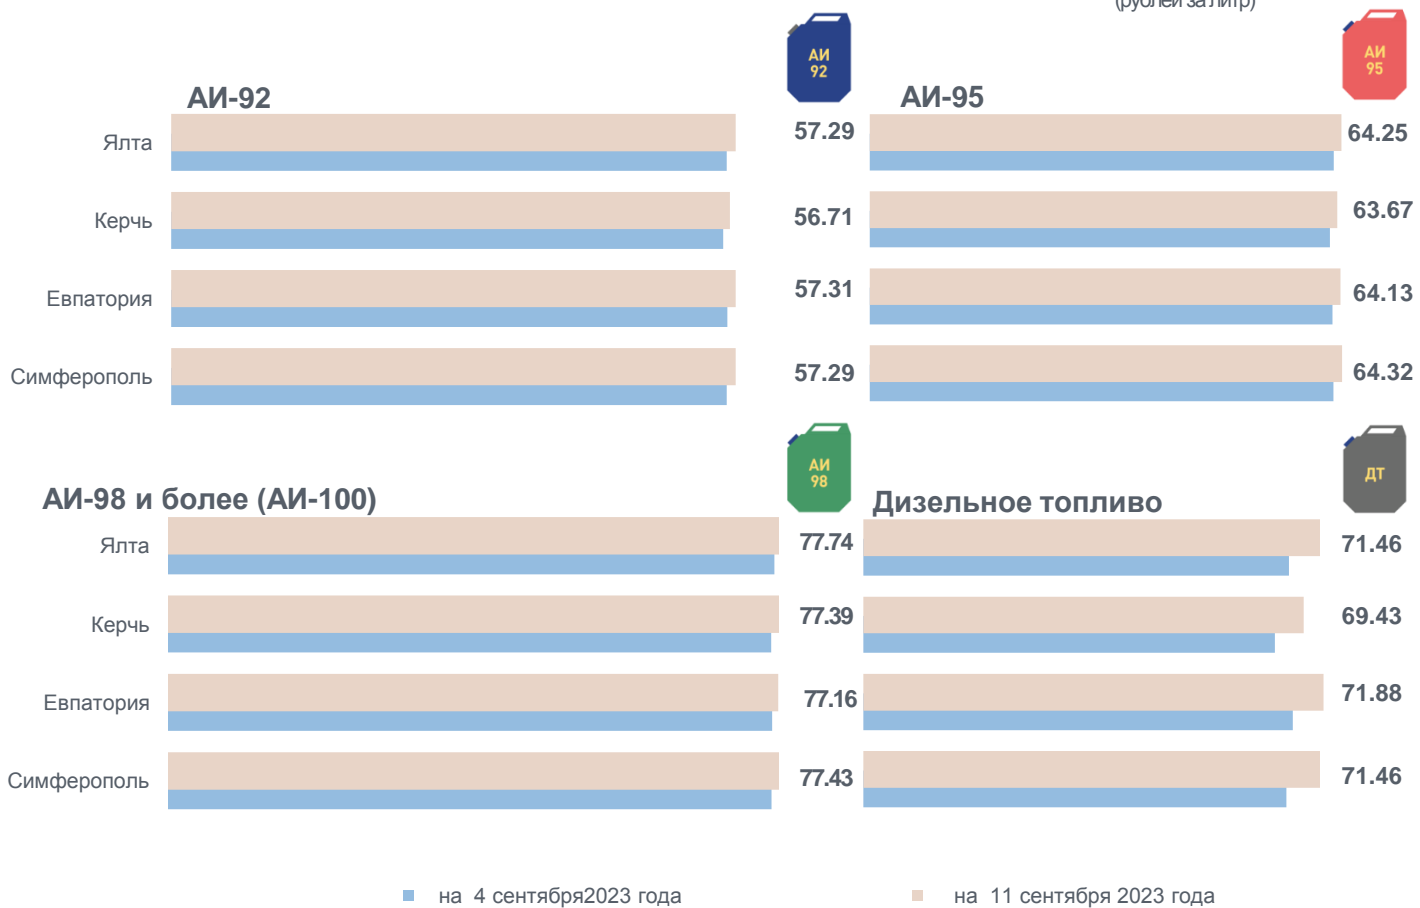 (рублей за литр)
АИ
92
АИ
95
АИ-92
АИ-95
Ялта
57.29
64.25
Керчь
56.71
63.67
Евпатория
57.31
64.13
Симферополь
57.29
64.32
АИ
98
ДТ
АИ-98 и более (АИ-100)
Дизельное топливо
Ялта
77.74
71.46
Керчь
77.39
69.43
Евпатория
77.16
71.88
Симферополь
77.43
71.46
на 4 сентября2023 года
на 11 сентября 2023 года